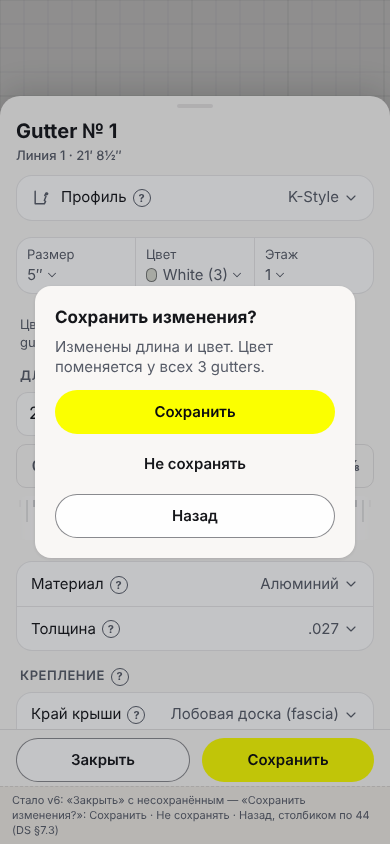 Gutter № 1
Линия 1 · 21′ 8½″
Профиль ? K-Style
Размер Цвет Этаж
5″ White (3) 1
Цв
gu
Сохранить изменения?
Изменены длина и цвет. Цвет
поменяется у всех 3 gutters.
Сохранить
Не сохранять
Назад
Материал ? Алюминий
Толщина ? .027
КРЕПЛЕНИЕ ?
Край крыши ? Лобовая доска (fascia)
Закрыть Сохранить
Стало v6: «Закрыть» с несохранённым — «Сохранить
изменения?»: Сохранить · Не сохранять · Назад, столбиком по 44
(DS §7.3)